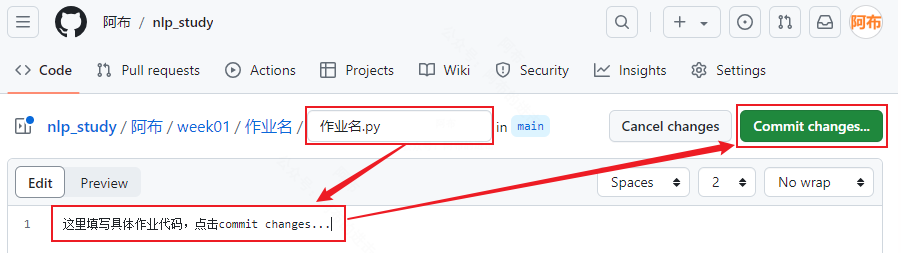 阿布 / nlp_study
阿布
Code Pull requests Actions Projects Wiki Security Insights Settings
nlp_study / 阿布 / week01 / 作业名 / 作业名.py in main Cancel changes Commit changes...
Edit Preview Spaces 2 No wrap
1 这里填写具体作业代码，点击commit changes...